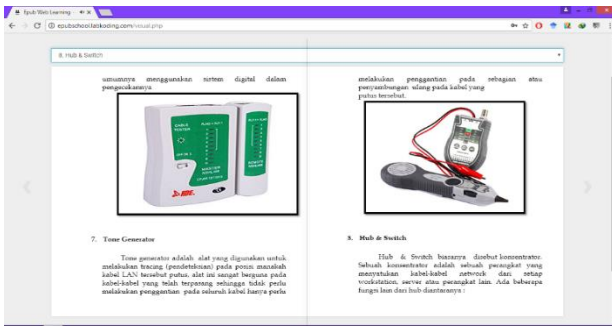 Epub Web Learning
epubschool.labkoding.com/visual.php
8. Hub & Switch
umumnya menggunakan sistem digital dalam
pengecekannya
CABLE
TESTER
7. Tone Generator
Tone generator adalah alat yang digunakan untuk
melakukan tracing (pendeteksian) pada posisi manakah
kabel LAN tersebut putus, alat ini sangat berguna pada
kabel-kabel yang telah terpasang sehingga tidak perlu
melakukan penggantian pada seluruh kabel hanya perlu
melakukan penggantian pada sebagian atau
penyambungan ulang pada kabel yang
putus tersebut.
8. Hub & Switch
Hub & Switch biasanya disebut konsentrator.
Sebuah konsentrator adalah sebuah perangkat yang
menyatukan kabel-kabel network dari setiap
workstation, server atau perangkat lain. Ada beberapa
fungsi lain dari hub diantaranya :